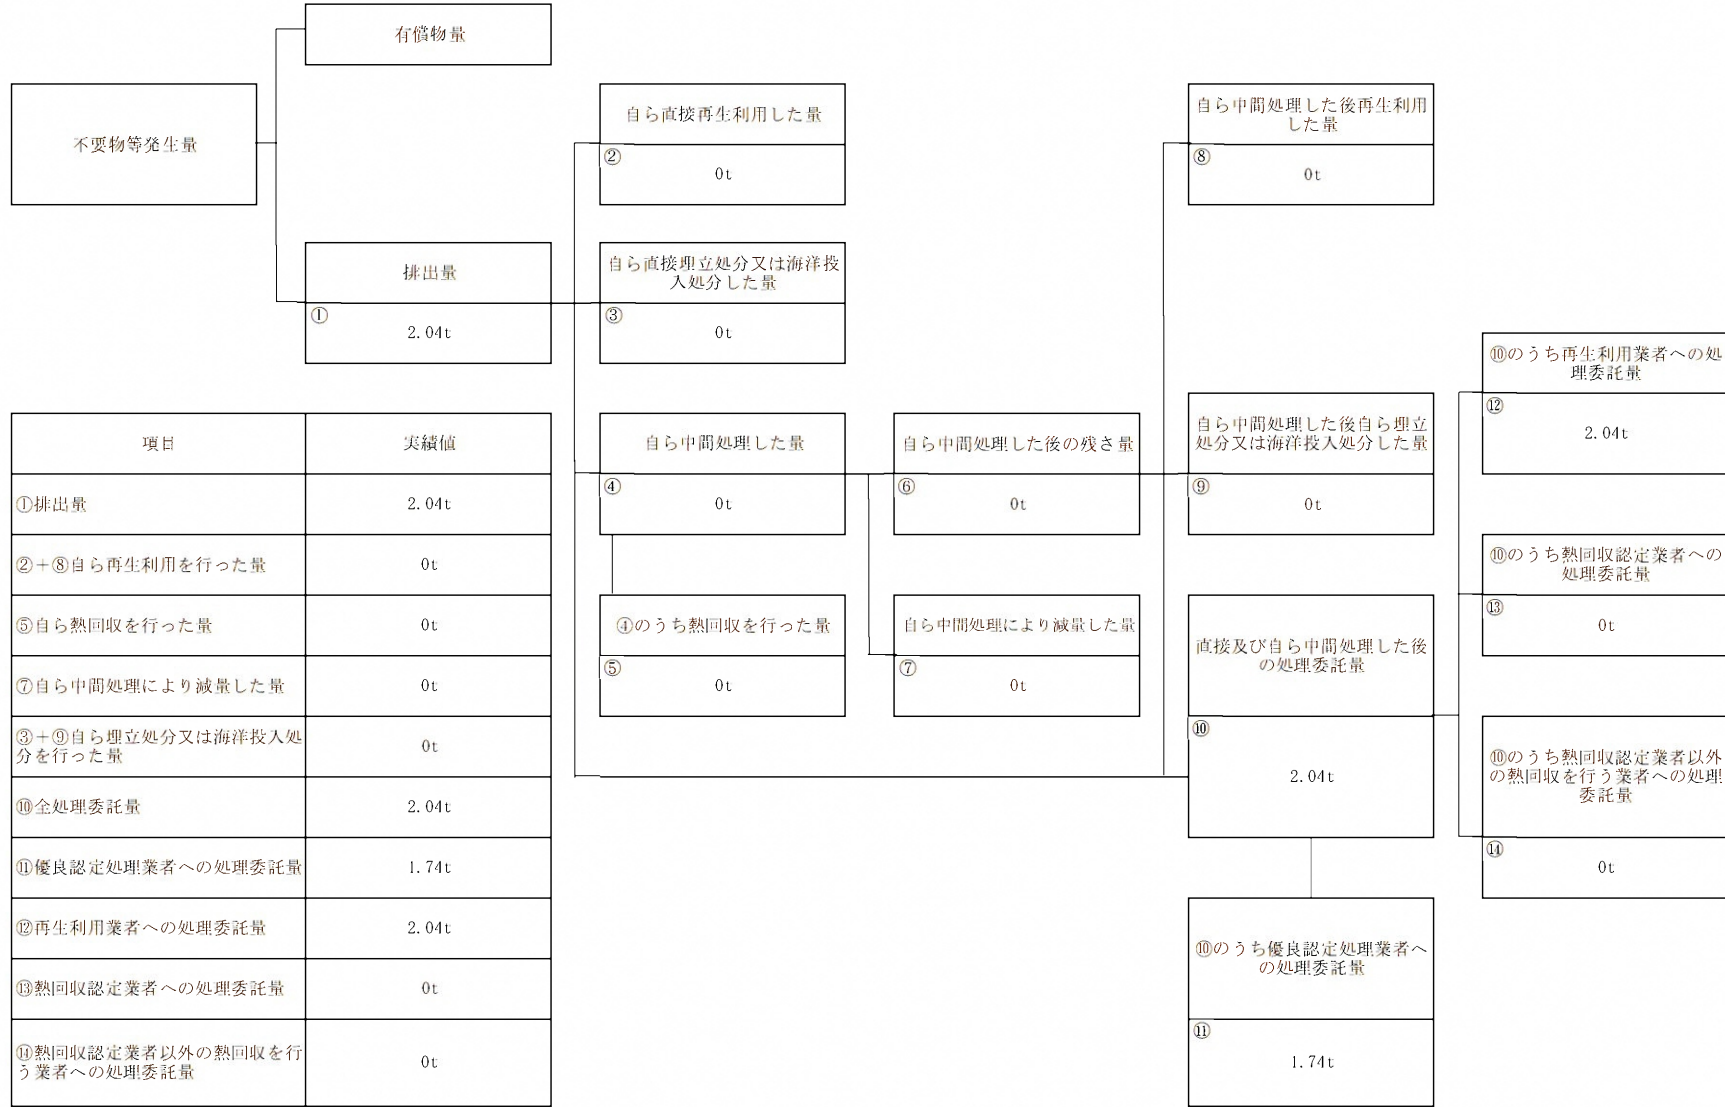 有償物量
不要物等発生量
自ら直接再生利用した量
②
0t
自ら中間処理した後再生利用
した量
⑧
0t
排出量
①
2.04t
自ら直接埋立処分又は海洋投
入処分した量
③
0t
項目
実績値
①排出量
2.04t
②＋⑧自ら再生利用を行った量
0t
⑤自ら熱回収を行った量
0t
⑦自ら中間処理により減量した量
0t
③＋⑨自ら埋立処分又は海洋投入処
分を行った量
0t
⑩全処理委託量
2.04t
⑪優良認定処理業者への処理委託量
1.74t
⑫再生利用業者への処理委託量
2.04t
⑬熱回収認定業者への処理委託量
0t
⑭熱回収認定業者以外の熱回収を行
う業者への処理委託量
0t
自ら中間処理した量
④
0t
④のうち熱回収を行った量
⑤
0t
自ら中間処理した後の残さ量
⑥
0t
自ら中間処理により減量した量
⑦
0t
自ら中間処理した後自ら埋立
処分又は海洋投入処分した量
⑨
0t
直接及び自ら中間処理した後
の処理委託量
⑩
2.04t
⑩のうち優良認定処理業者へ
の処理委託量
⑪
1.74t
⑩のうち再生利用業者への処
理委託量
⑫
2.04t
⑩のうち熱回収認定業者への
処理委託量
⑬
0t
⑩のうち熱回収認定業者以外
の熱回収を行う業者への処理
委託量
⑭
0t